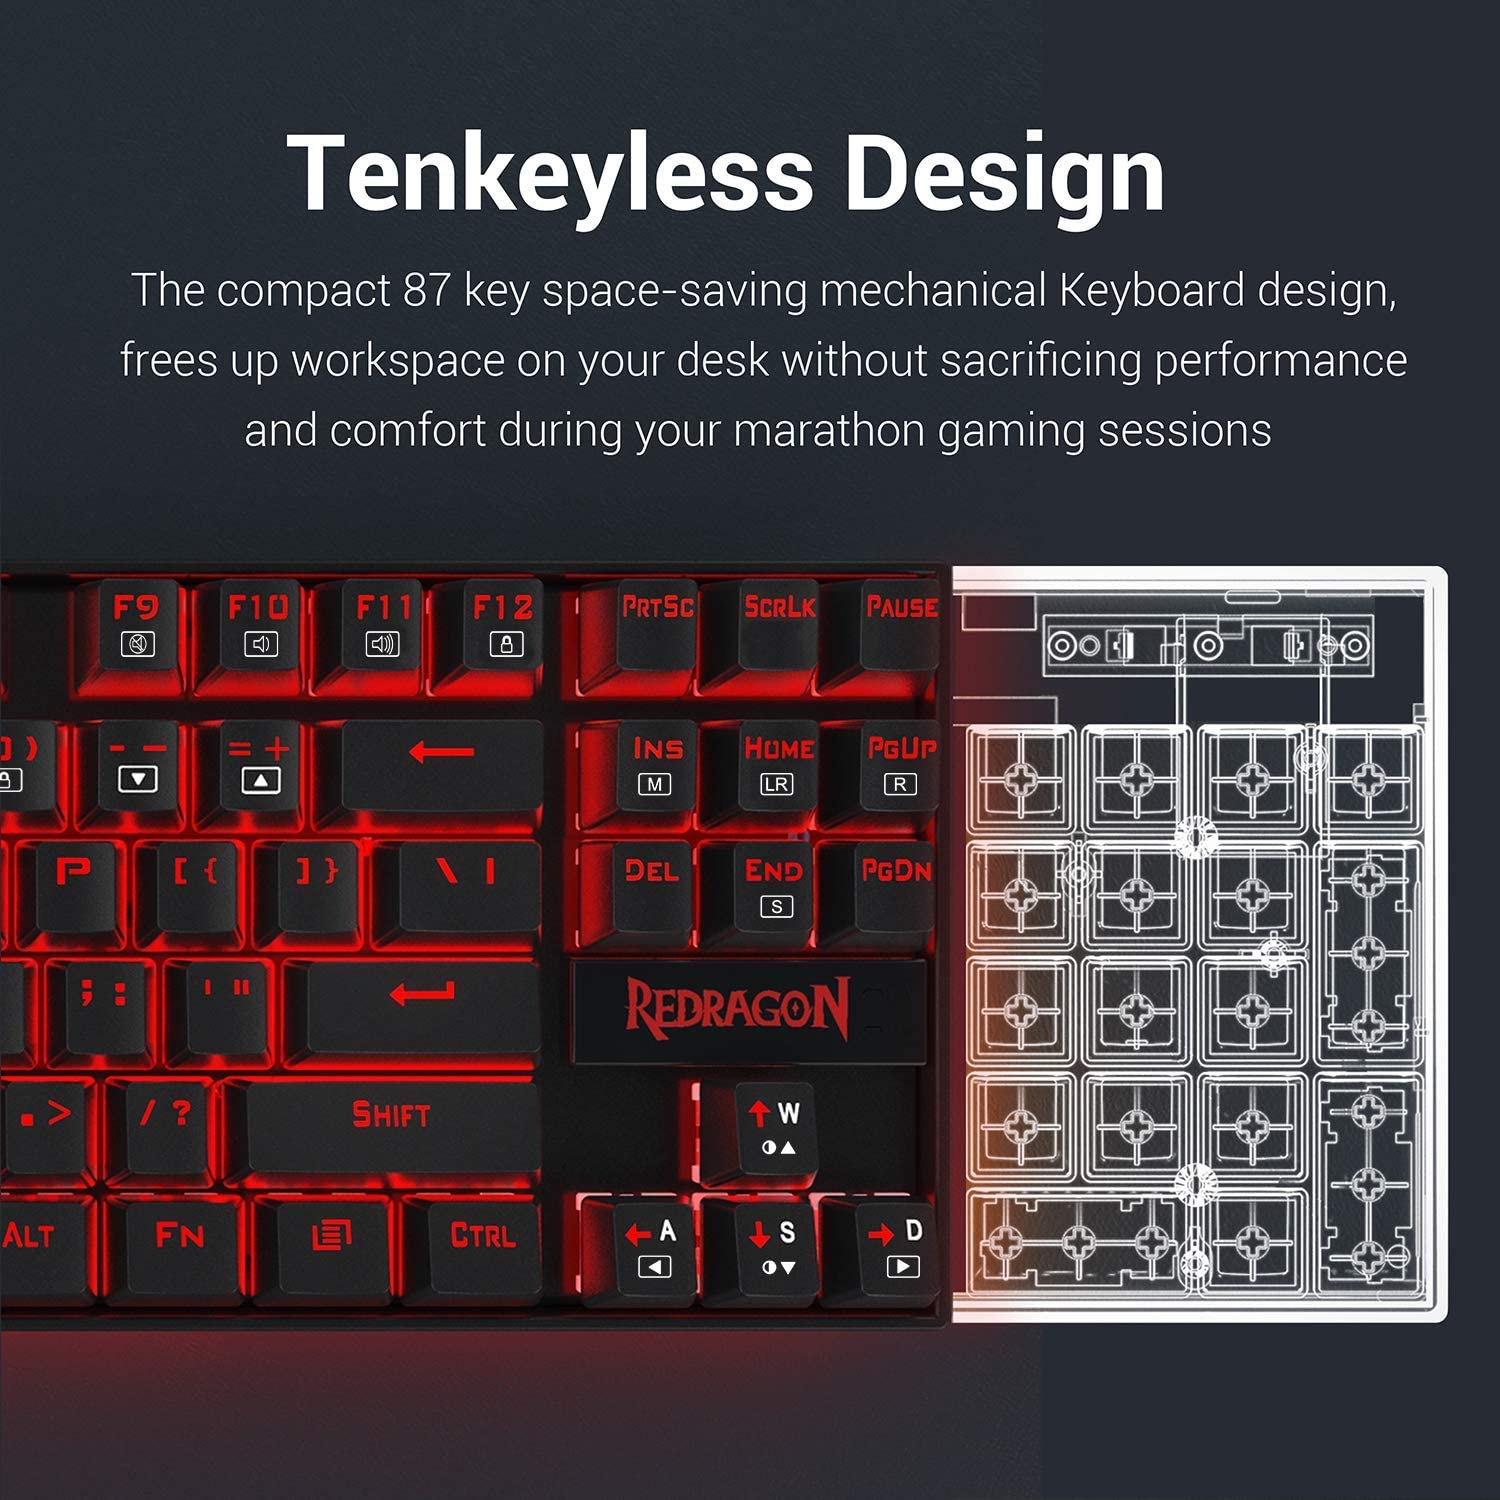 Tenkeyless Design
The compact 87 key space-saving mechanical Keyboard design,
frees up workspace on your desk without sacrificing performance
and comfort during your marathon gaming sessions
F9 F10 F11 F12 PRTSC SCRLK PAUSE
) - — = + INS HOME PGUP
M LR R
P [ { ] } \ | DEL END PGDN
S
; : ' " REDRAGON
. > / ? SHIFT W
ALT FN CTRL A S D